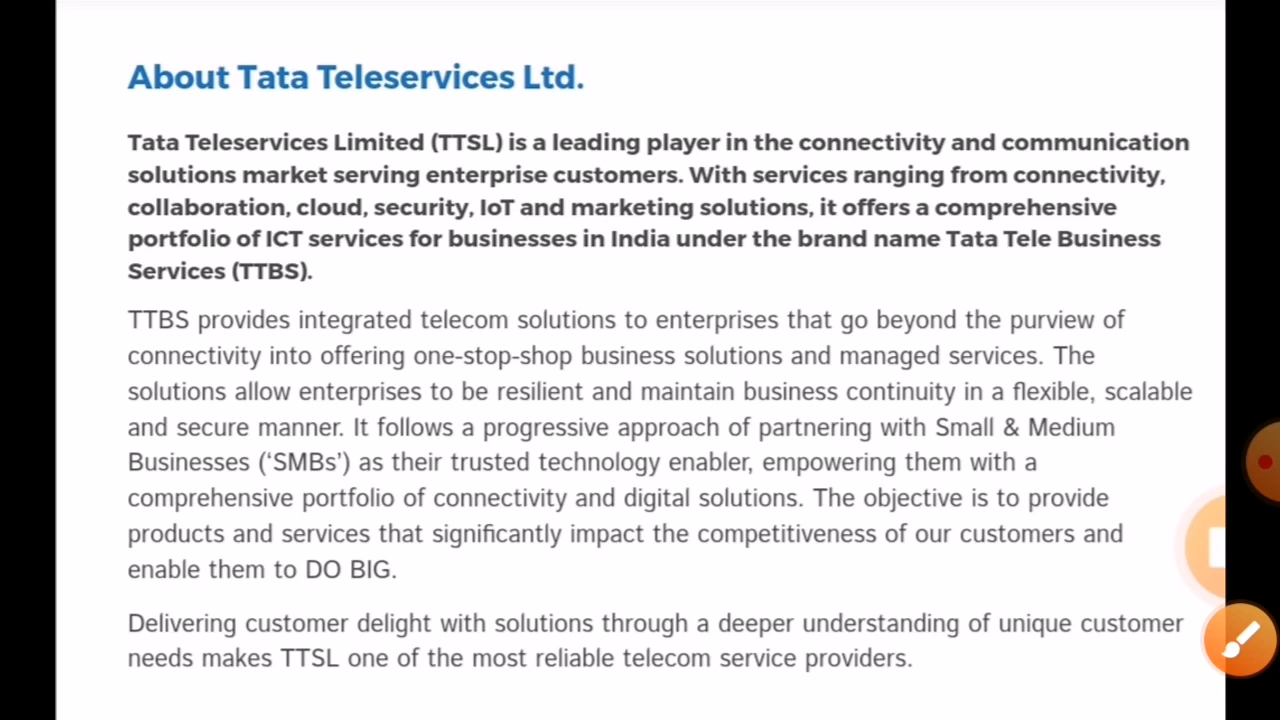 About Tata Teleservices Ltd.
Tata Teleservices Limited (TTSL) is a leading player in the connectivity and communication
solutions market serving enterprise customers. With services ranging from connectivity,
collaboration, cloud, security, IoT and marketing solutions, it offers a comprehensive
portfolio of ICT services for businesses in India under the brand name Tata Tele Business
Services (TTBS).
TTBS provides integrated telecom solutions to enterprises that go beyond the purview of
connectivity into offering one-stop-shop business solutions and managed services. The
solutions allow enterprises to be resilient and maintain business continuity in a flexible, scalable
and secure manner. It follows a progressive approach of partnering with Small & Medium
Businesses (‘SMBs’) as their trusted technology enabler, empowering them with a
comprehensive portfolio of connectivity and digital solutions. The objective is to provide
products and services that significantly impact the competitiveness of our customers and
enable them to DO BIG.
Delivering customer delight with solutions through a deeper understanding of unique customer
needs makes TTSL one of the most reliable telecom service providers.